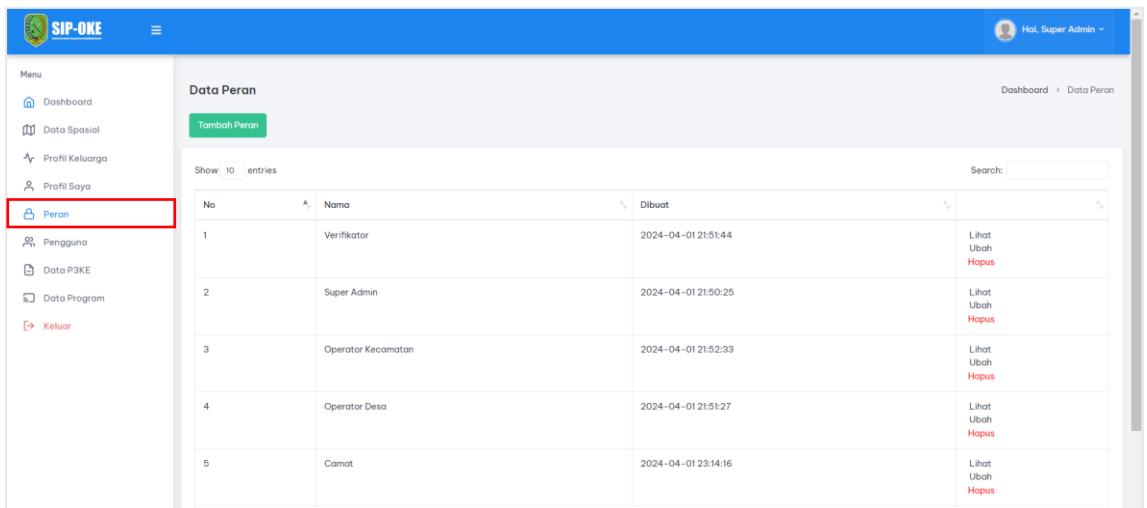 SIP-OKE
Hai, Super Admin
Menu
Dashboard
Data Spasial
Profil Keluarga
Profil Saya
Peran
Pengguna
Data P3KE
Data Program
Keluar
Data Peran
Dashboard > Data Peran
Tambah Peran
Show 10 entries
Search:
No Nama Dibuat
1 Verifikator 2024-04-01 21:51:44 Lihat
Ubah
Hapus
2 Super Admin 2024-04-01 21:50:25 Lihat
Ubah
Hapus
3 Operator Kecamatan 2024-04-01 21:52:33 Lihat
Ubah
Hapus
4 Operator Desa 2024-04-01 21:51:27 Lihat
Ubah
Hapus
5 Camat 2024-04-01 23:14:16 Lihat
Ubah
Hapus